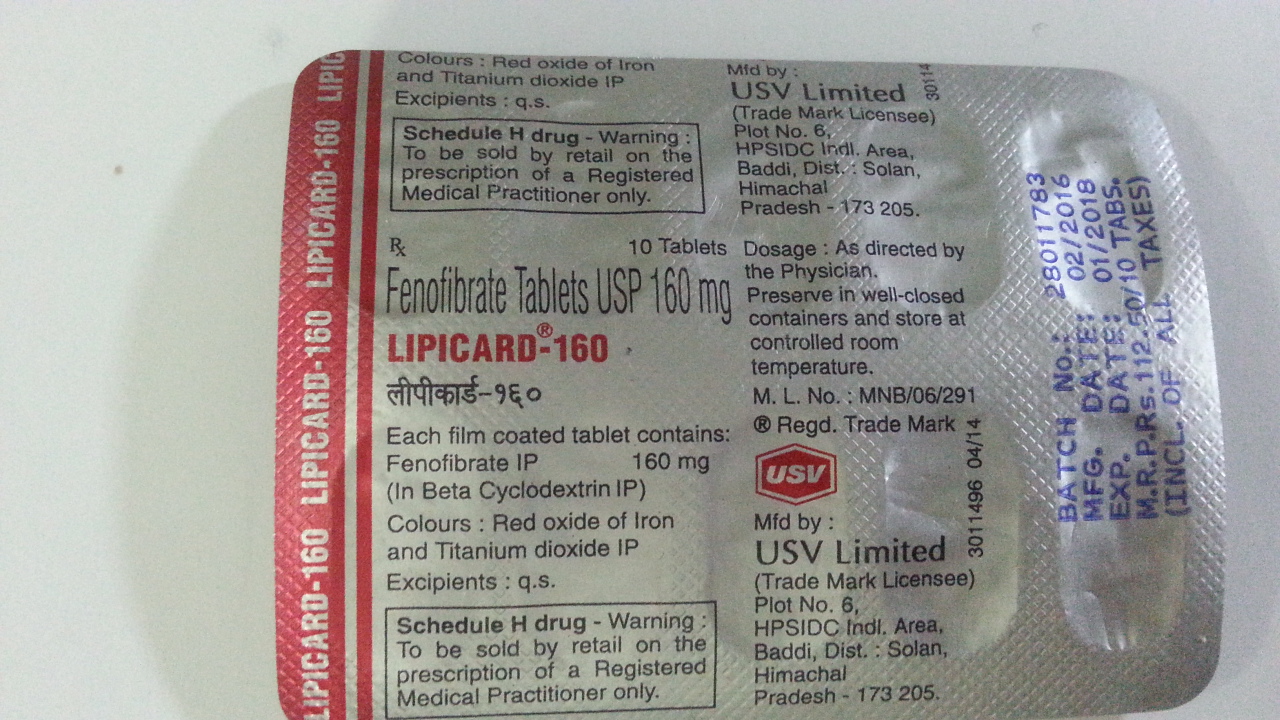 LIPICARD-160 LIPICARD-160 LIPICARD-160 LIPIC
Colours : Red oxide of Iron
and Titanium dioxide IP
Excipients : q.s.
Schedule H drug - Warning :
To be sold by retail on the
prescription of a Registered
Medical Practitioner only.
Rx
10 Tablets
Fenofibrate Tablets USP 160 mg
LIPICARD®-160
लीपीकार्ड-१६०
Each film coated tablet contains:
Fenofibrate IP 160 mg
(In Beta Cyclodextrin IP)
Colours : Red oxide of Iron
and Titanium dioxide IP
Excipients : q.s.
Schedule H drug - Warning :
To be sold by retail on the
prescription of a Registered
Medical Practitioner only.
Mfd by :
USV Limited
(Trade Mark Licensee)
Plot No. 6,
HPSIDC Indl. Area,
Baddi, Dist. : Solan,
Himachal
Pradesh - 173 205.
30114
Dosage : As directed by
the Physician.
Preserve in well-closed
containers and store at
controlled room
temperature.
M. L. No. : MNB/06/291
® Regd. Trade Mark
USV
Mfd by :
USV Limited
(Trade Mark Licensee)
Plot No. 6,
HPSIDC Indl. Area,
Baddi, Dist. : Solan,
Himachal
Pradesh - 173 205.
3011496 04/14
BATCH NO.: 28011783
MFG. DATE: 02/2016
EXP. DATE: 01/2018
M.R.P.Rs.112.50/10 TABS.
(INCL. OF ALL TAXES)